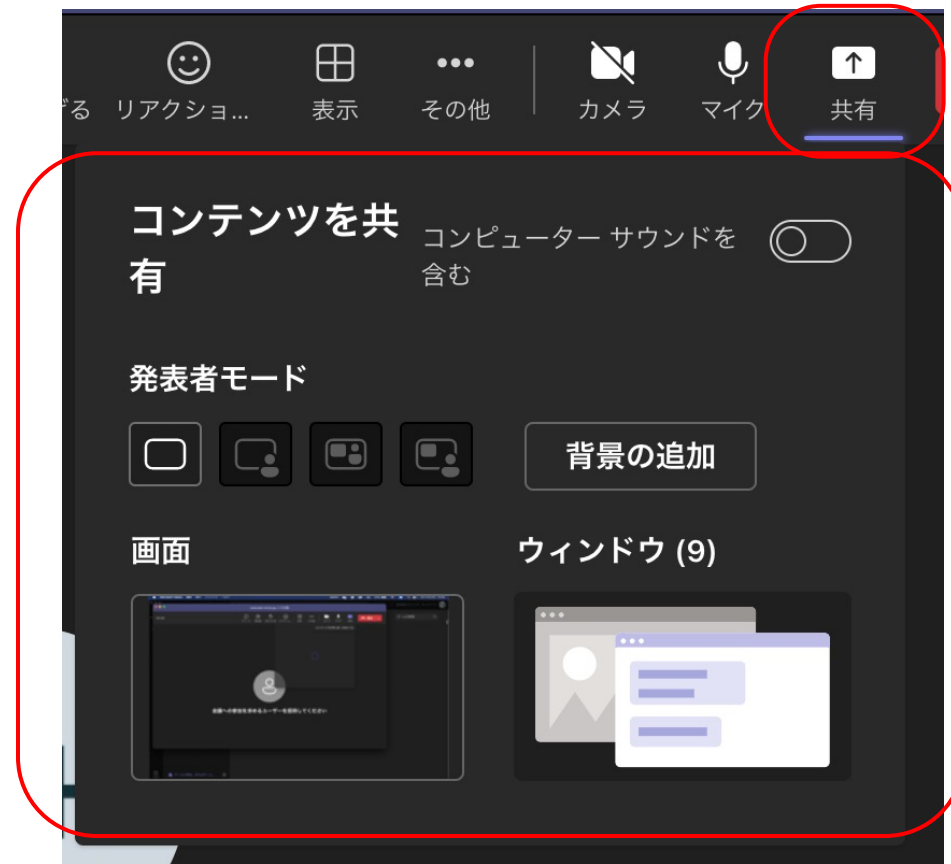 げる リアクショ... 表示 その他 カメラ マイク 共有
コンテンツを共
有
コンピューター サウンドを
含む
発表者モード
背景の追加
画面 ウィンドウ (9)